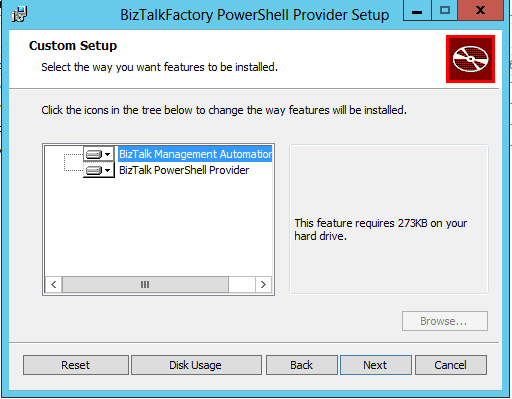 BizTalkFactory PowerShell Provider Setup
Custom Setup
Select the way you want features to be installed.
Click the icons in the tree below to change the way features will be installed.
BizTalk Management Automation
BizTalk PowerShell Provider
This feature requires 273KB on your
hard drive.
Browse...
Reset
Disk Usage
Back
Next
Cancel